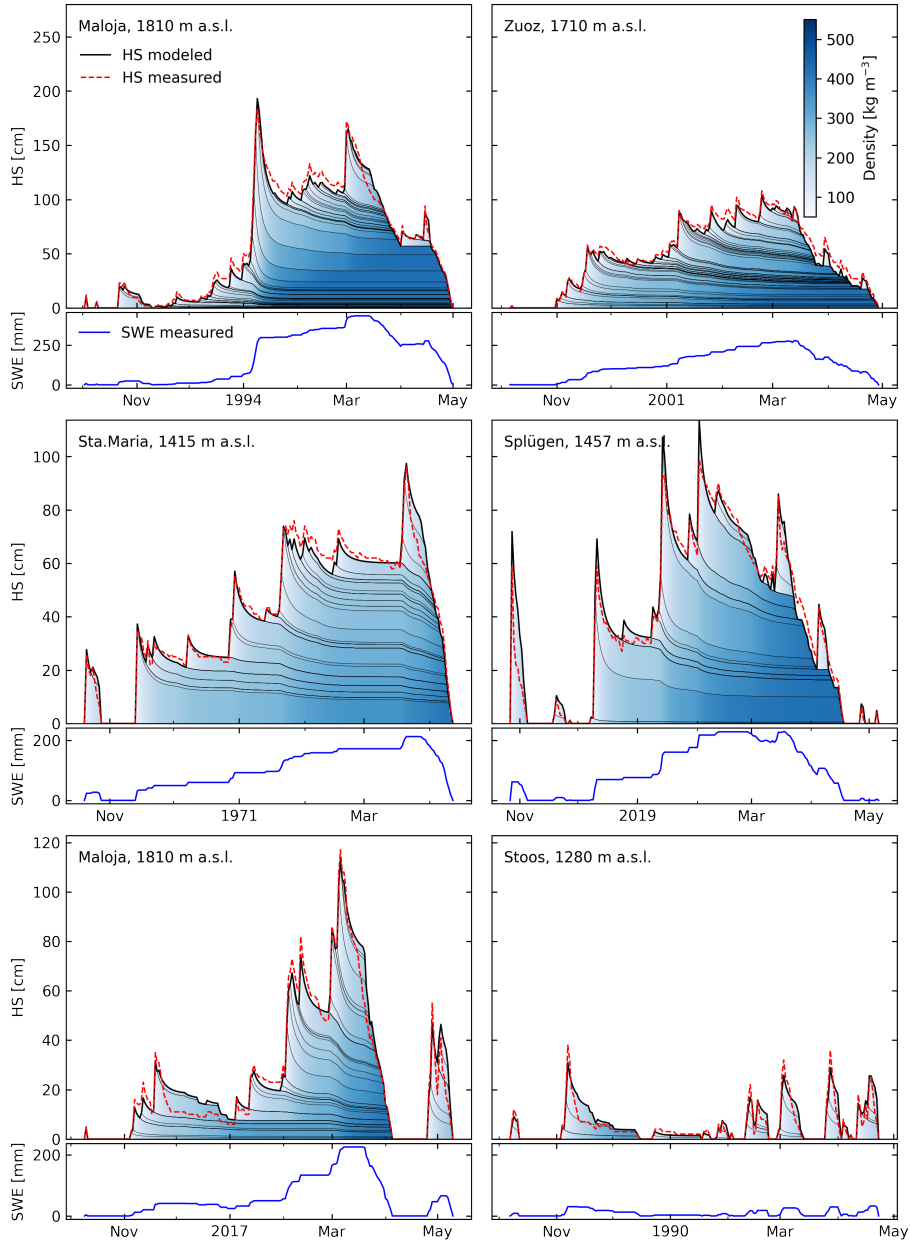 Maloja, 1810 m a.s.l.
HS modeled
HS measured
HS [cm]
250
200
150
100
50
0
Zuoz, 1710 m a.s.l.
500
400
300
200
100
Density [kg m⁻³]
SWE measured
SWE [mm]
250
0
Nov
1994
Mar
May
Nov
2001
Mar
May
Sta.Maria, 1415 m a.s.l.
HS [cm]
100
80
60
40
20
0
Splügen, 1457 m a.s.l.
SWE [mm]
200
0
Nov
1971
Mar
Nov
2019
Mar
May
Maloja, 1810 m a.s.l.
HS [cm]
120
100
80
60
40
20
0
Stoos, 1280 m a.s.l.
SWE [mm]
200
0
Nov
2017
Mar
May
Nov
1990
Mar
May